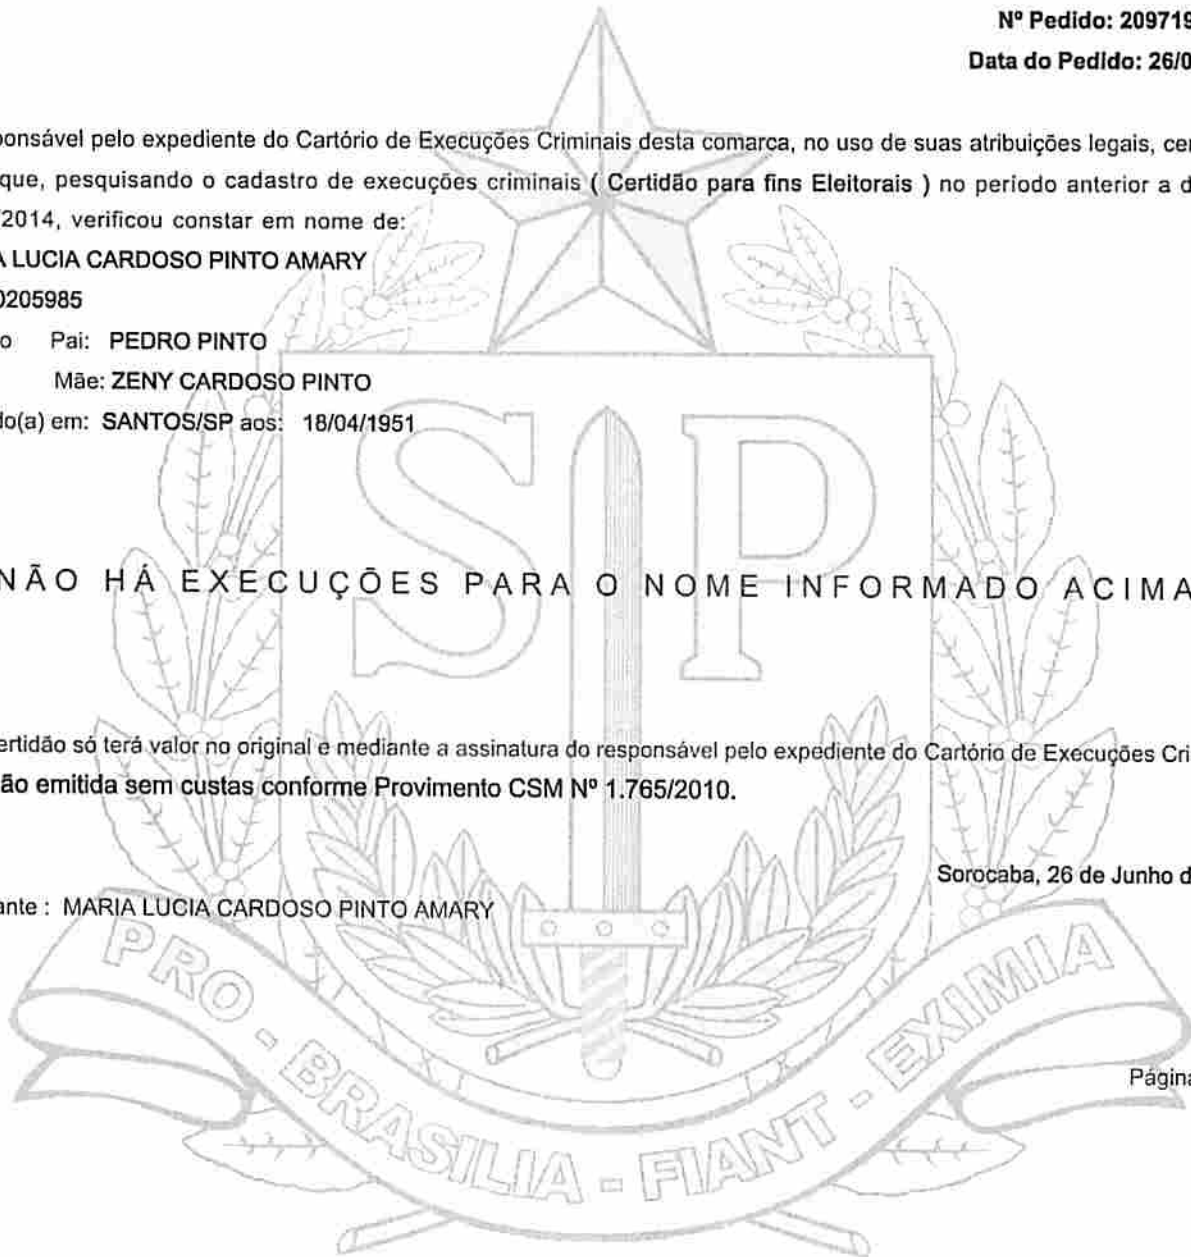 Nº Pedido: 209719
Data do Pedido: 26/0
ponsável pelo expediente do Cartório de Execuções Criminais desta comarca, no uso de suas atribuições legais, cer
que, pesquisando o cadastro de execuções criminais ( Certidão para fins Eleitorais ) no período anterior a d
/2014, verificou constar em nome de:
A LUCIA CARDOSO PINTO AMARY
0205985
o Pai: PEDRO PINTO
Mãe: ZENY CARDOSO PINTO
do(a) em: SANTOS/SP aos: 18/04/1951
S P
NÃO HÁ EXECUÇÕES PARA O NOME INFORMADO ACIMA
ertidão só terá valor no original e mediante a assinatura do responsável pelo expediente do Cartório de Execuções Cri
ão emitida sem custas conforme Provimento CSM Nº 1.765/2010.
Sorocaba, 26 de Junho d
ante : MARIA LUCIA CARDOSO PINTO AMARY
PRO - BRASILIA - FIANT - EXIMIA
Página